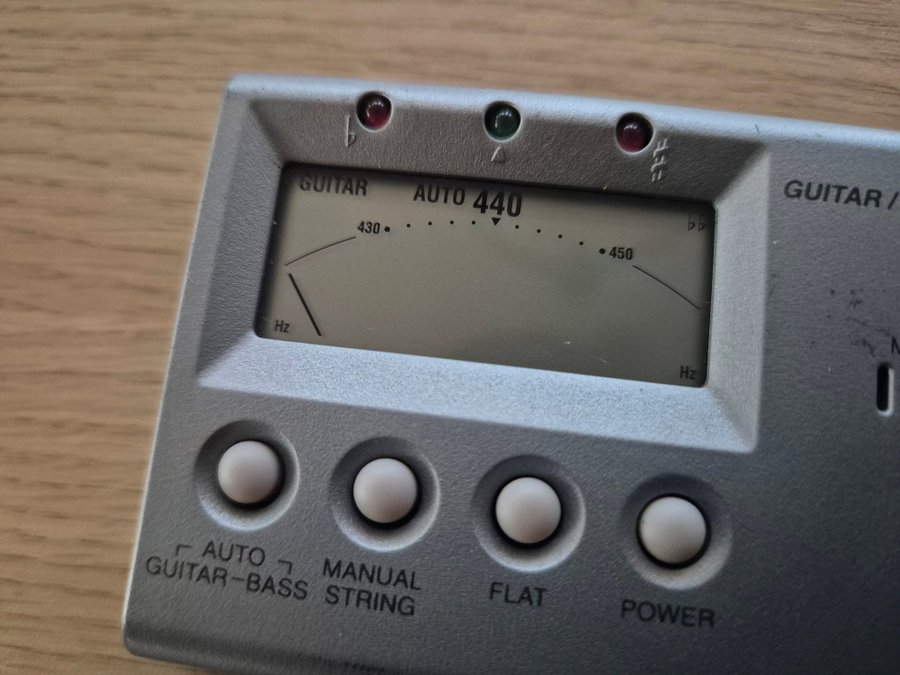 GUITAR /
GUITAR AUTO 440
♭♭
430
450
Hz
Hz
AUTO
GUITAR-BASS
MANUAL
STRING
FLAT
POWER